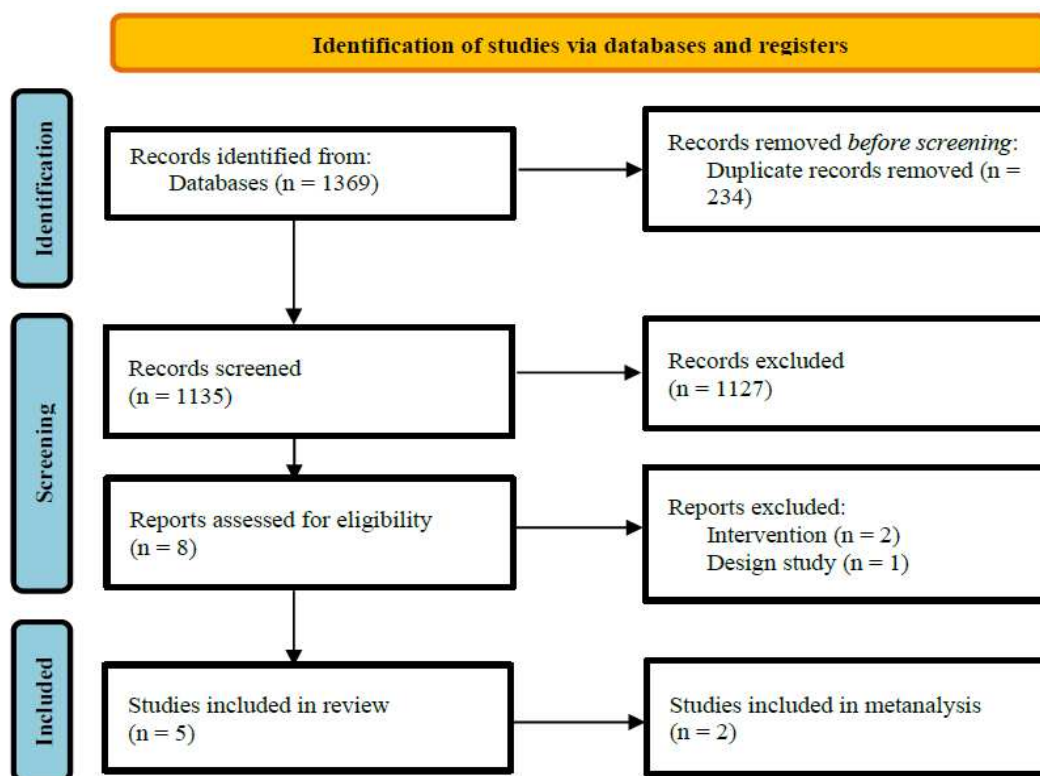 Identification of studies via databases and registers
Identification
Records identified from:
Databases (n = 1369)
Records removed before screening:
Duplicate records removed (n =
234)
Screening
Records screened
(n = 1135)
Records excluded
(n = 1127)
Reports assessed for eligibility
(n = 8)
Reports excluded:
Intervention (n = 2)
Design study (n = 1)
Included
Studies included in review
(n = 5)
Studies included in metanalysis
(n = 2)